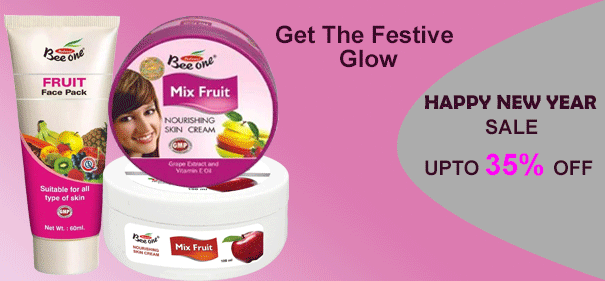 Bee one®
FRUIT
Face Pack
Suitable for all
type of skin
GMP
Net Wt. : 60ml.
Bee one®
Mix Fruit
NOURISHING
SKIN CREAM
GMP
Grape Extract and
Vitamin E Oil
Bee one
NOURISHING
SKIN CREAM
Mix Fruit
Get The Festive
Glow
HAPPY NEW YEAR
SALE
UPTO 35% OFF